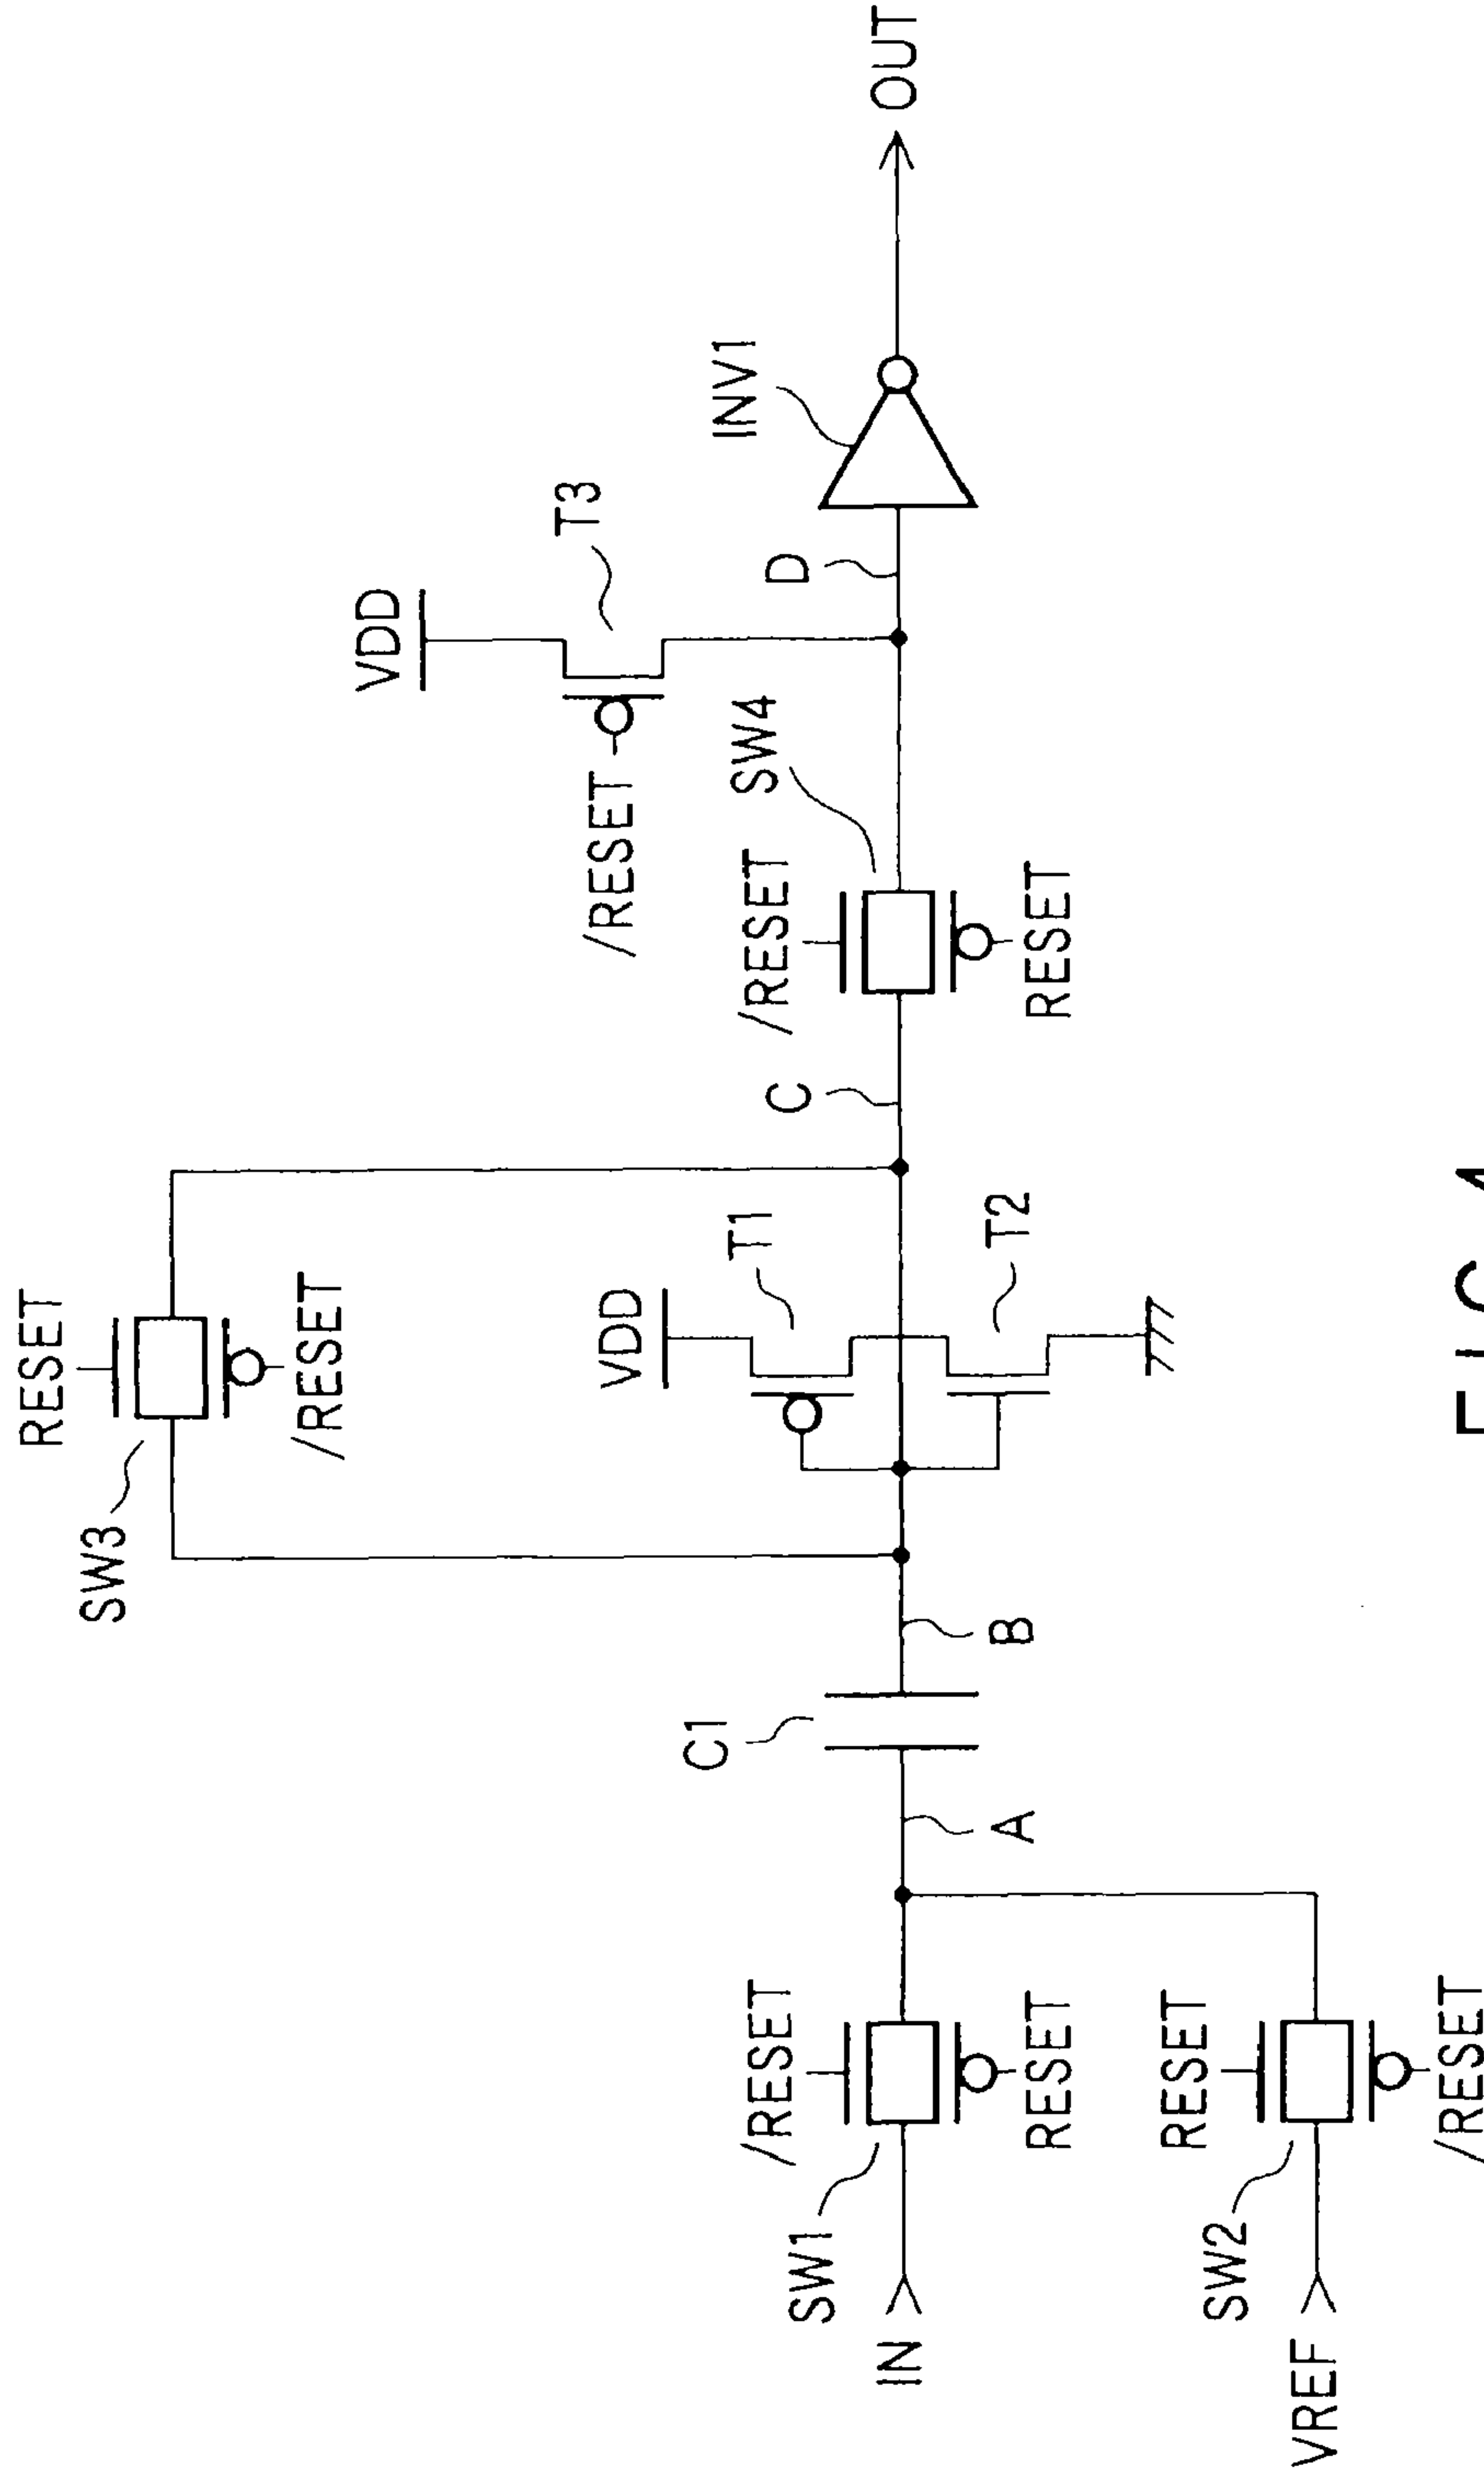 RESET
SW3
/RESET
VDD
T3
/RESET
INV1
OUT
VDD
T1
/RESET
SW4
D
C1
C
T2
RESET
B
A
/RESET
SW1
RESET
IN
RESET
SW2
/RESET
VREF